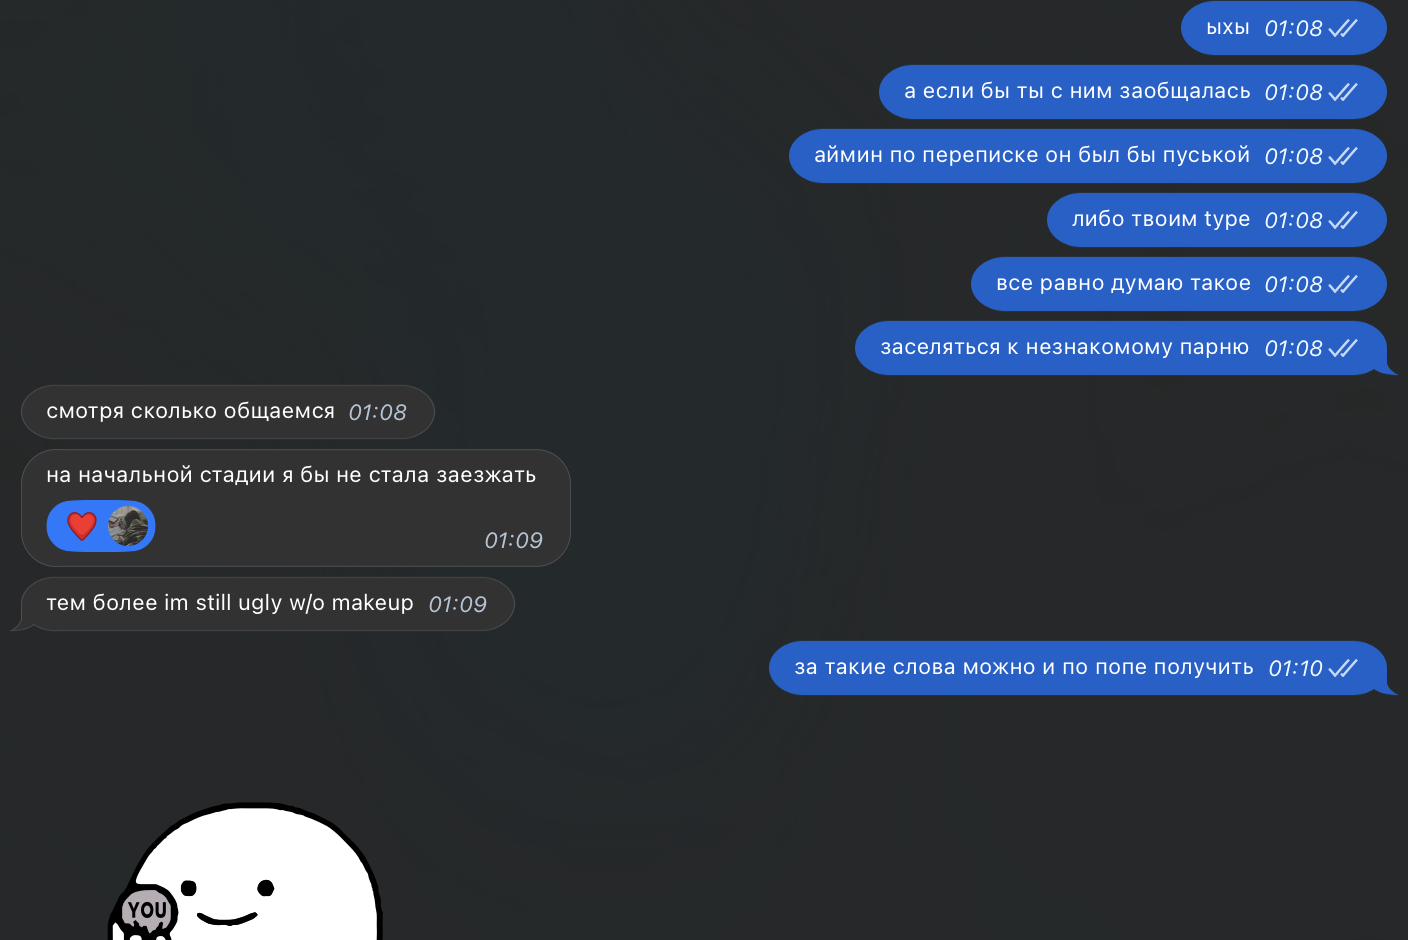 ыхы 01:08
а если бы ты с ним заобщалась 01:08
аймин по переписке он был бы пуськой 01:08
либо твоим type 01:08
все равно думаю такое 01:08
заселяться к незнакомому парню 01:08
смотря сколько общаемся 01:08
на начальной стадии я бы не стала заезжать
01:09
тем более im still ugly w/o makeup 01:09
за такие слова можно и по попе получить 01:10
YOU